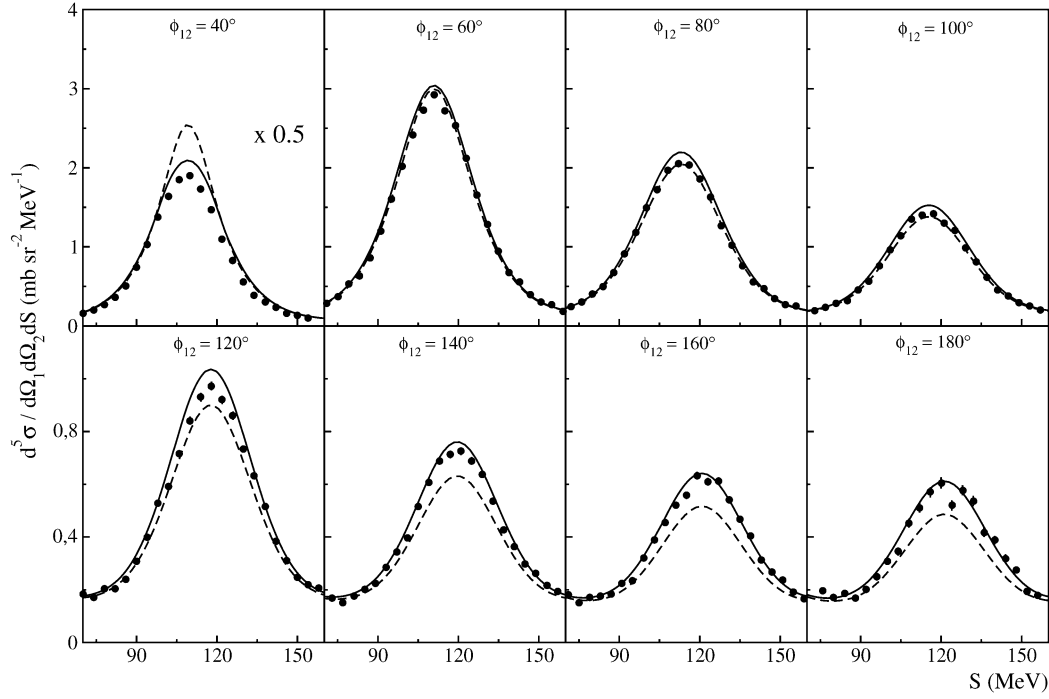 4
3
2
1
0
0.8
0.4
0
d⁵σ / dΩ₁dΩ₂dS (mb sr⁻² MeV⁻¹)
ϕ₁₂ = 40°
ϕ₁₂ = 60°
ϕ₁₂ = 80°
ϕ₁₂ = 100°
x 0.5
ϕ₁₂ = 120°
ϕ₁₂ = 140°
ϕ₁₂ = 160°
ϕ₁₂ = 180°
90 120 150 90 120 150 90 120 150 90 120 150
S (MeV)